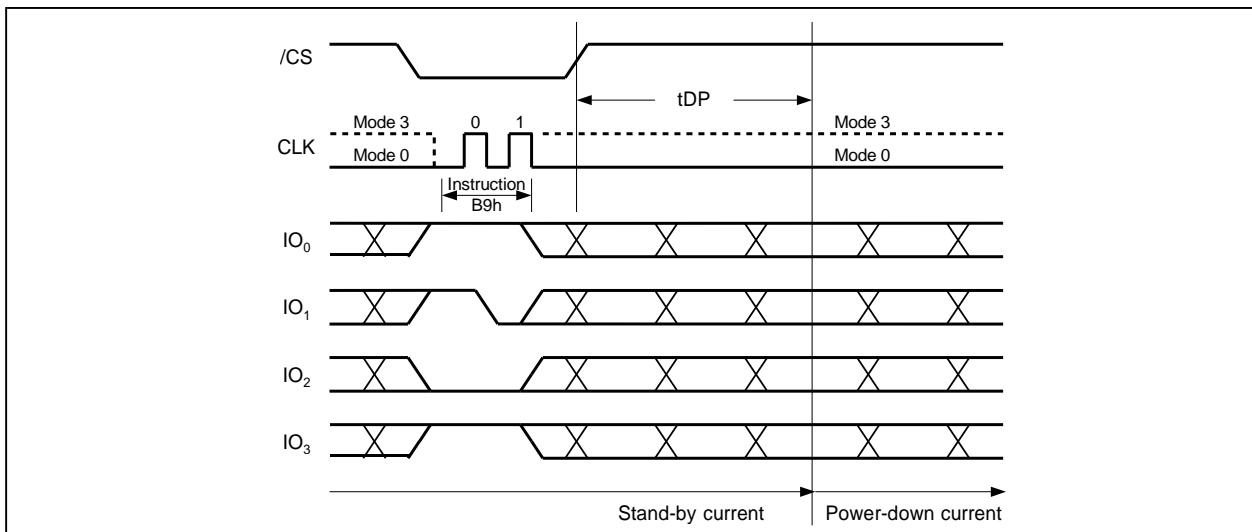 /CS
tDP
Mode 3 0 1 Mode 3
CLK
Mode 0 Mode 0
Instruction
B9h
IO0
IO1
IO2
IO3
Stand-by current Power-down current